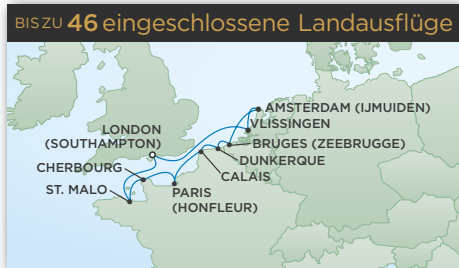 BIS ZU 46 eingeschlossene Landausflüge
AMSTERDAM (IJMUIDEN)
VLISSINGEN
LONDON
(SOUTHAMPTON)
BRUGES (ZEEBRUGGE)
DUNKERQUE
CHERBOURG
CALAIS
ST. MALO
PARIS
(HONFLEUR)